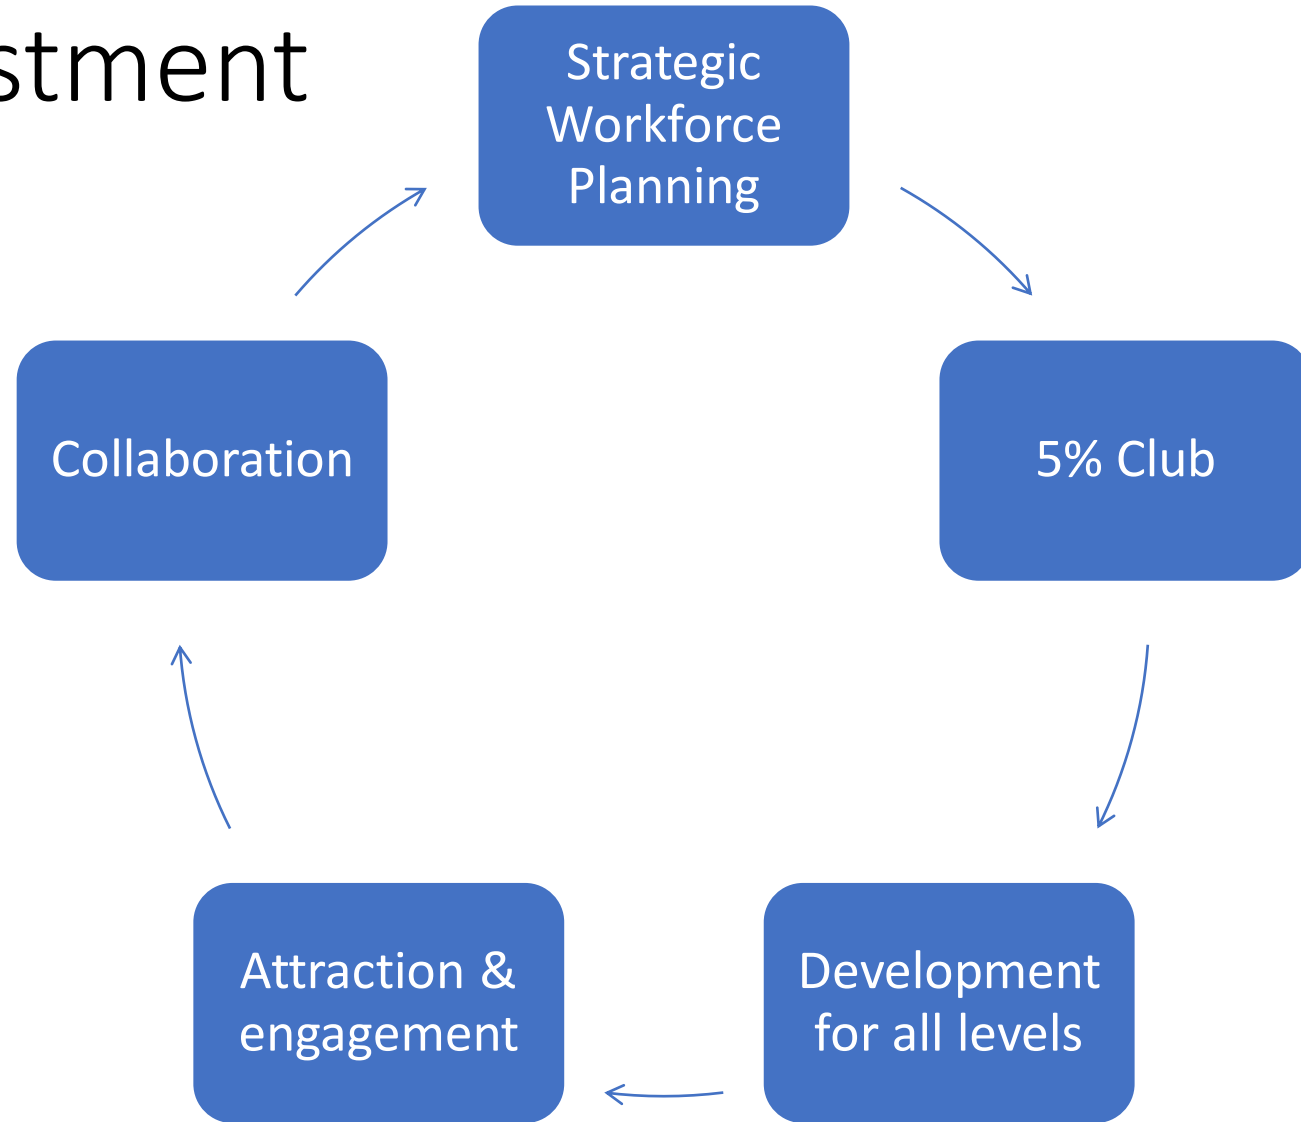 stment
Strategic
Workforce
Planning
5% Club
Development
for all levels
Attraction &
engagement
Collaboration